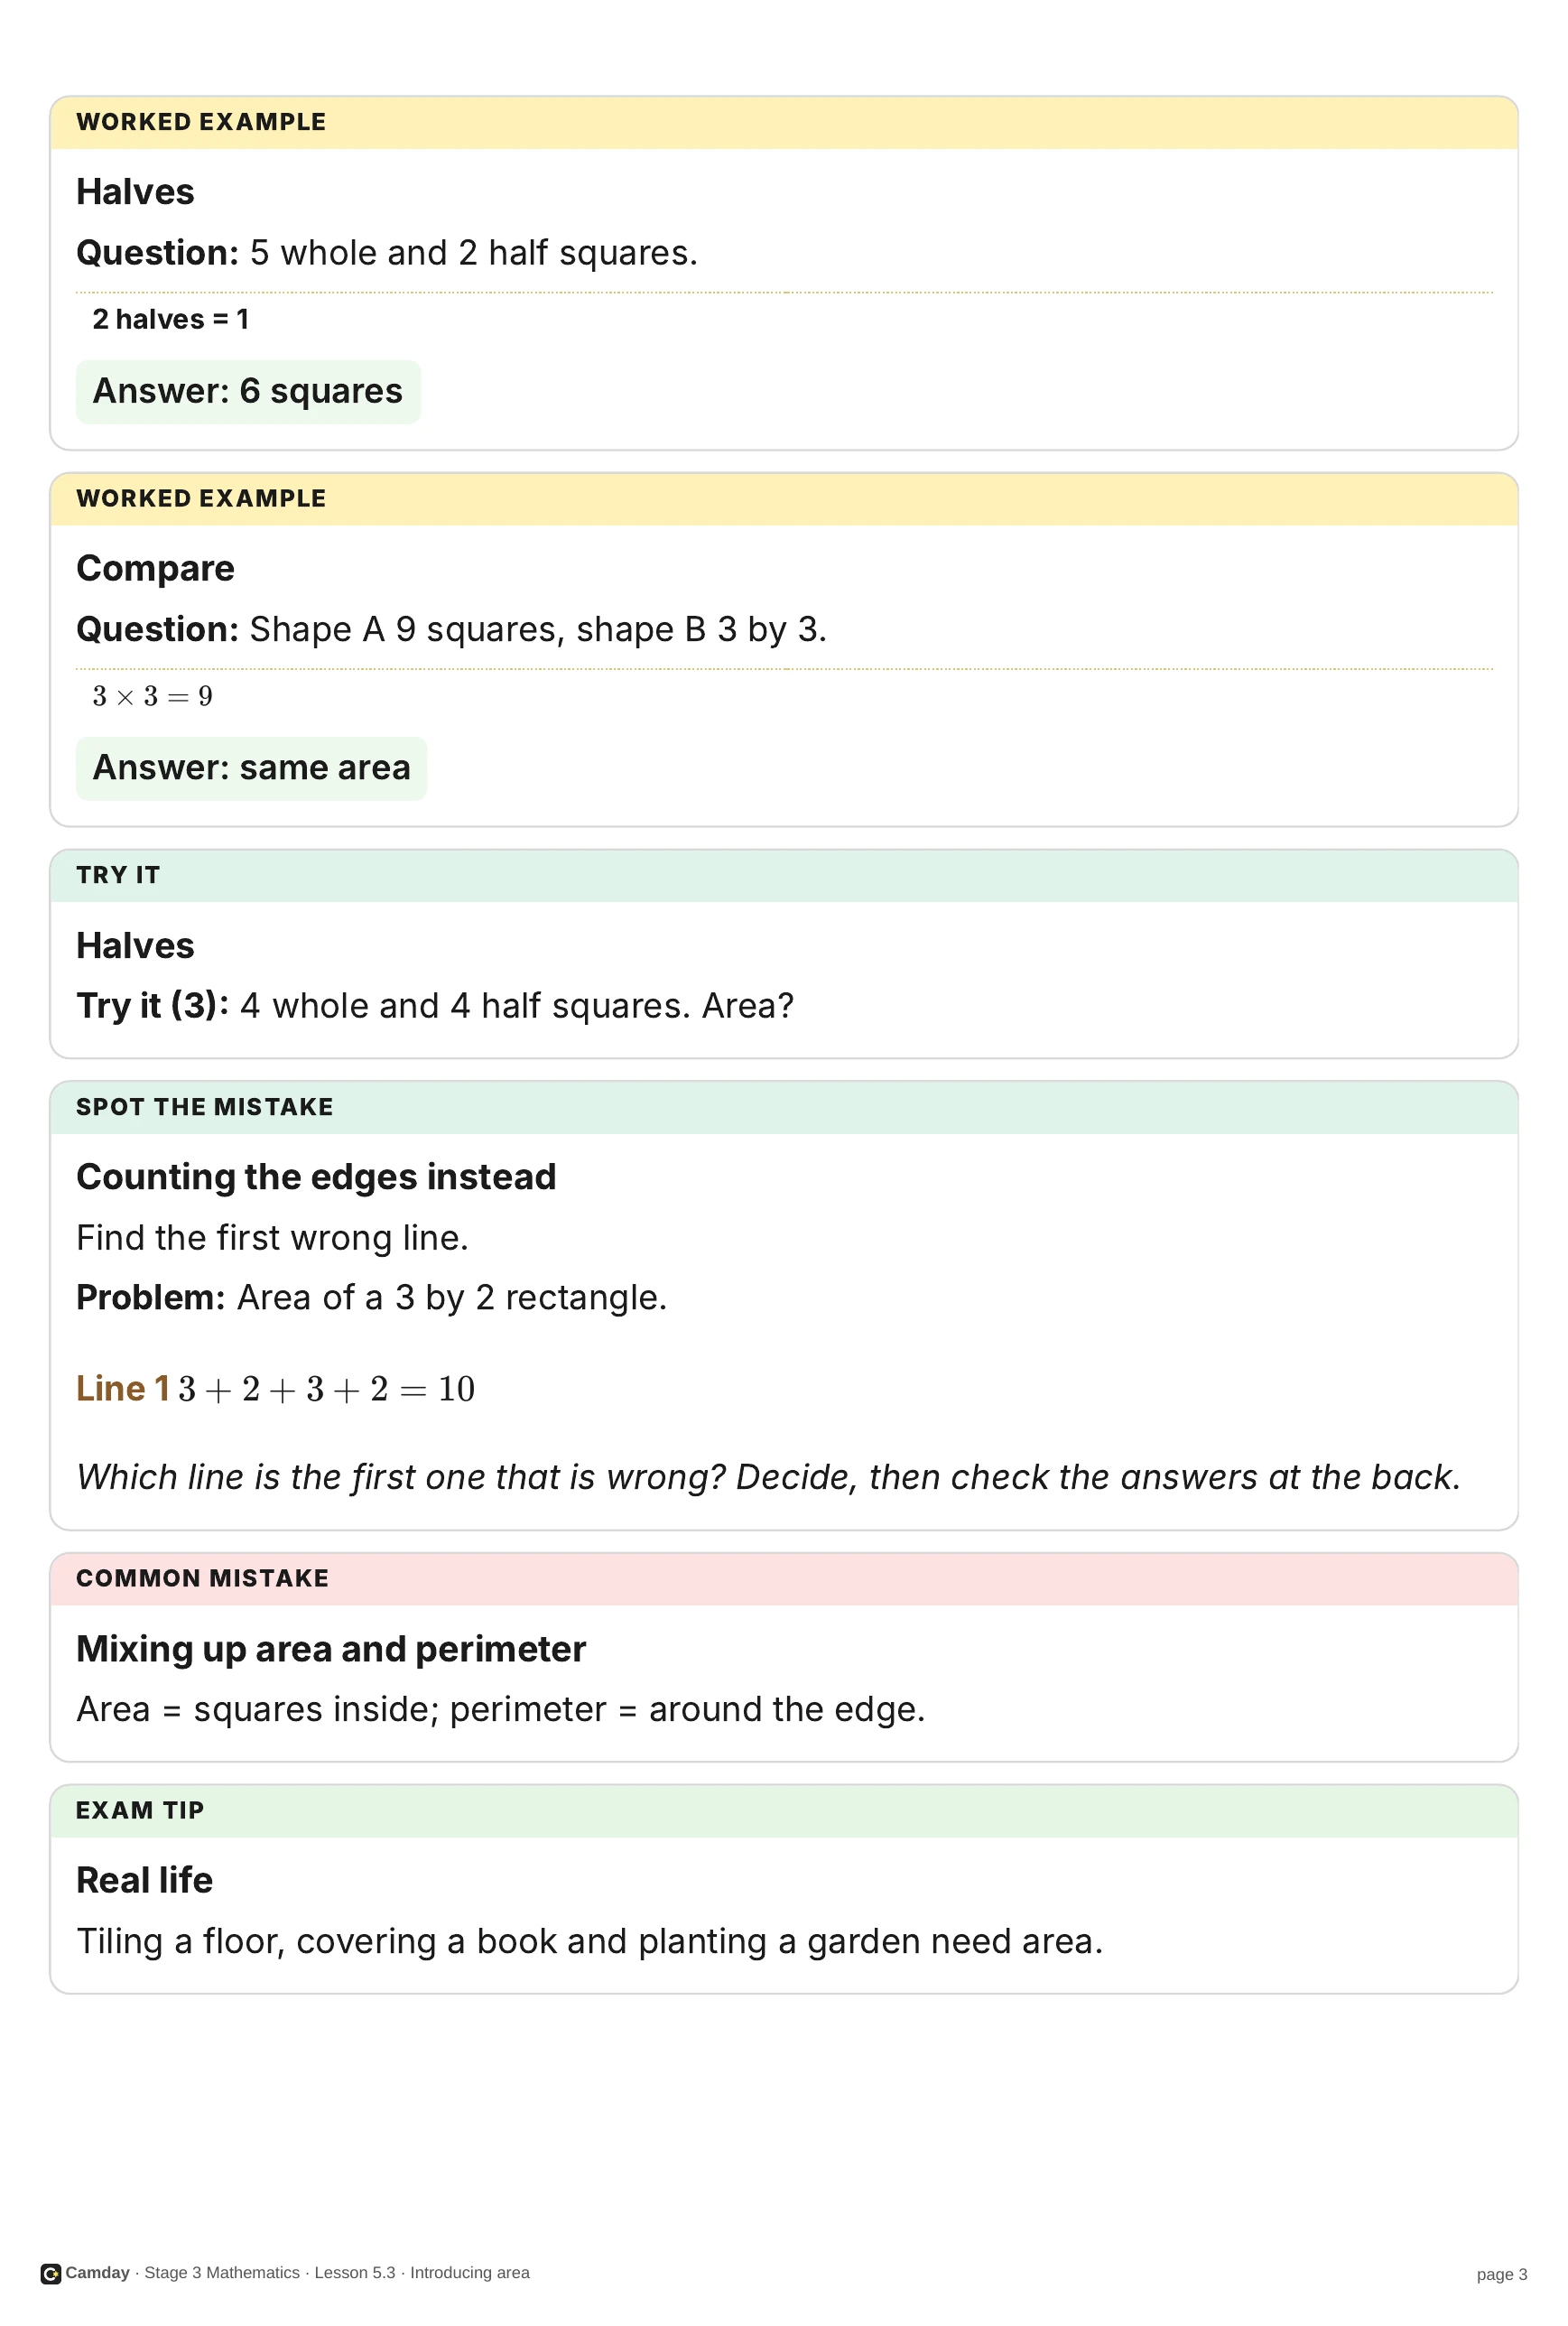 WORKED EXAMPLE
Halves
Question: 5 whole and 2 half squares.
2 halves = 1
Answer: 6 squares
WORKED EXAMPLE
Compare
Question: Shape A 9 squares, shape B 3 by 3.
3 × 3 = 9
Answer: same area
TRY IT
Halves
Try it (3): 4 whole and 4 half squares. Area?
SPOT THE MISTAKE
Counting the edges instead
Find the first wrong line.
Problem: Area of a 3 by 2 rectangle.
Line 1 3 + 2 + 3 + 2 = 10
Which line is the first one that is wrong? Decide, then check the answers at the back.
COMMON MISTAKE
Mixing up area and perimeter
Area = squares inside; perimeter = around the edge.
EXAM TIP
Real life
Tiling a floor, covering a book and planting a garden need area.
Camday · Stage 3 Mathematics · Lesson 5.3 · Introducing area
page 3